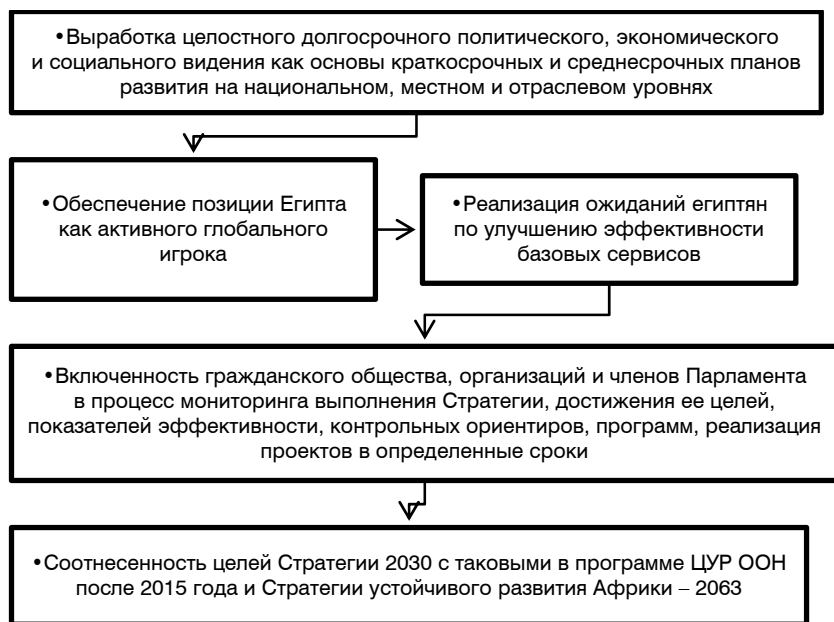 •Выработка целостного долгосрочного политического, экономического
и социального видения как основы краткосрочных и среднесрочных планов
развития на национальном, местном и отраслевом уровнях
•Обеспечение позиции Египта
как активного глобального
игрока
•Реализация ожиданий египтян
по улучшению эффективности
базовых сервисов
•Включенность гражданского общества, организаций и членов Парламента
в процесс мониторинга выполнения Стратегии, достижения ее целей,
показателей эффективности, контрольных ориентиров, программ, реализация
проектов в определенные сроки
•Соотнесенность целей Стратегии 2030 с таковыми в программе ЦУР ООН
после 2015 года и Стратегии устойчивого развития Африки – 2063